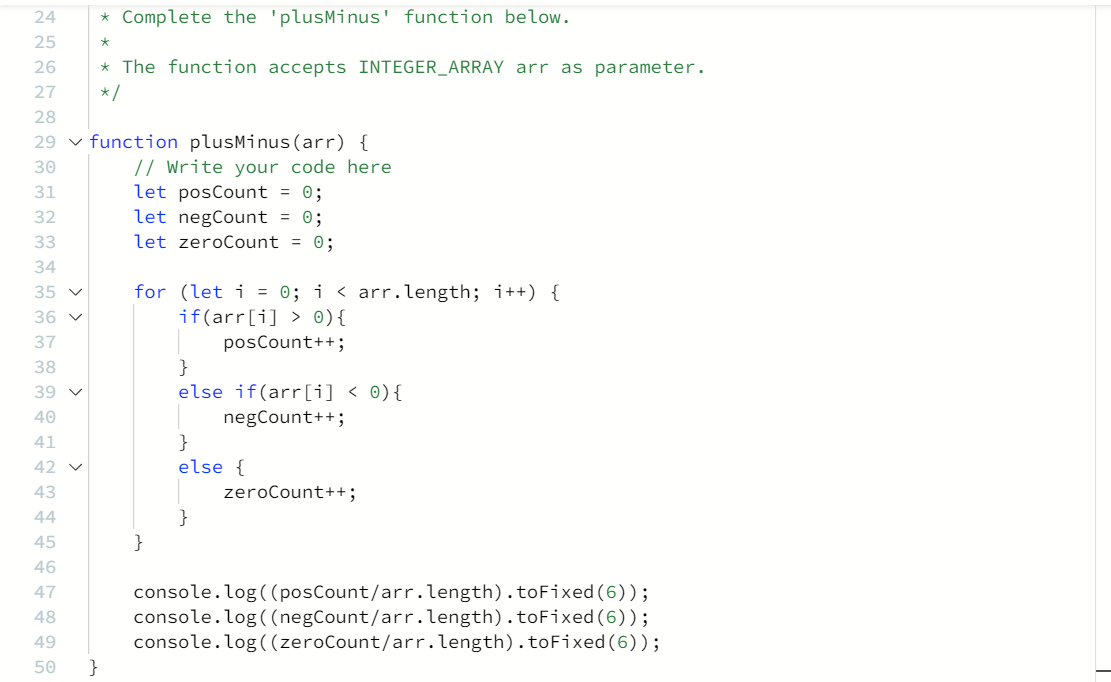 24 * Complete the 'plusMinus' function below.
25 *
26 * The function accepts INTEGER_ARRAY arr as parameter.
27 */
28
29 function plusMinus(arr) {
30 // Write your code here
31 let posCount = 0;
32 let negCount = 0;
33 let zeroCount = 0;
34
35 for (let i = 0; i < arr.length; i++) {
36 if(arr[i] > 0){
37 posCount++;
38 }
39 else if(arr[i] < 0){
40 negCount++;
41 }
42 else {
43 zeroCount++;
44 }
45 }
46
47 console.log((posCount/arr.length).toFixed(6));
48 console.log((negCount/arr.length).toFixed(6));
49 console.log((zeroCount/arr.length).toFixed(6));
50 }